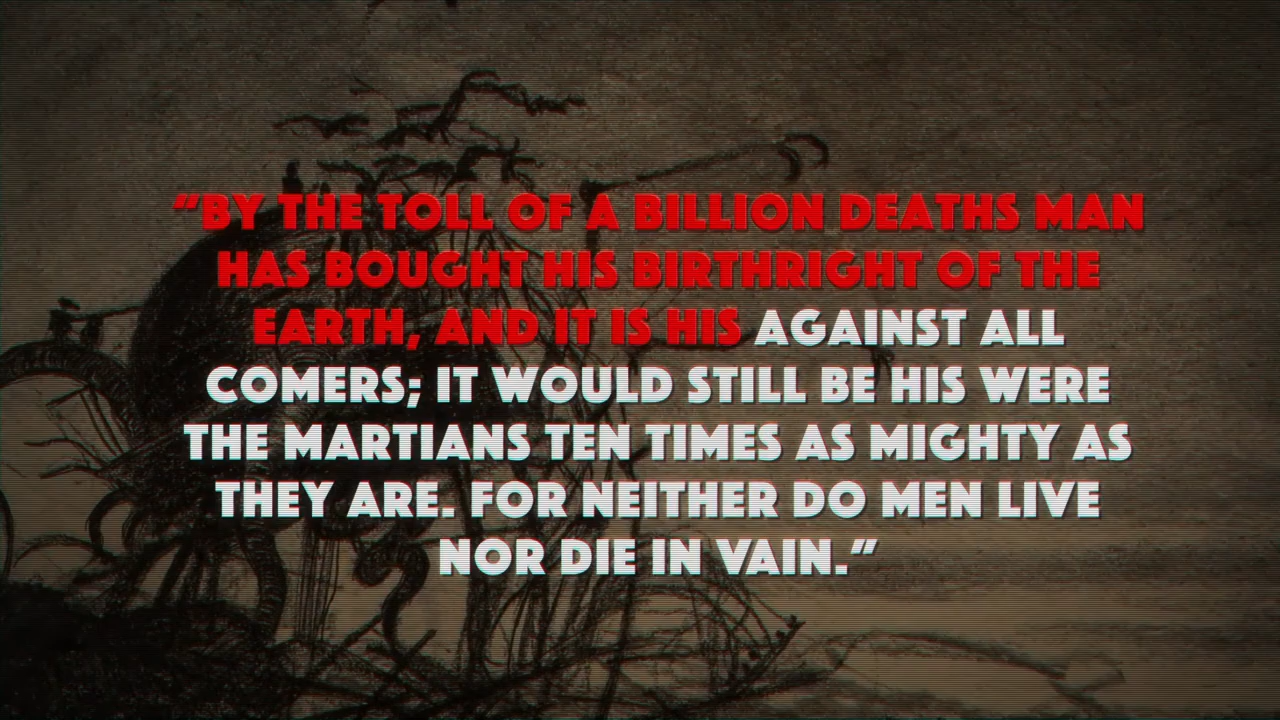 "BY THE TOLL OF A BILLION DEATHS MAN
HAS BOUGHT HIS BIRTHRIGHT OF THE
EARTH, AND IT IS HIS AGAINST ALL
COMERS; IT WOULD STILL BE HIS WERE
THE MARTIANS TEN TIMES AS MIGHTY AS
THEY ARE. FOR NEITHER DO MEN LIVE
NOR DIE IN VAIN."